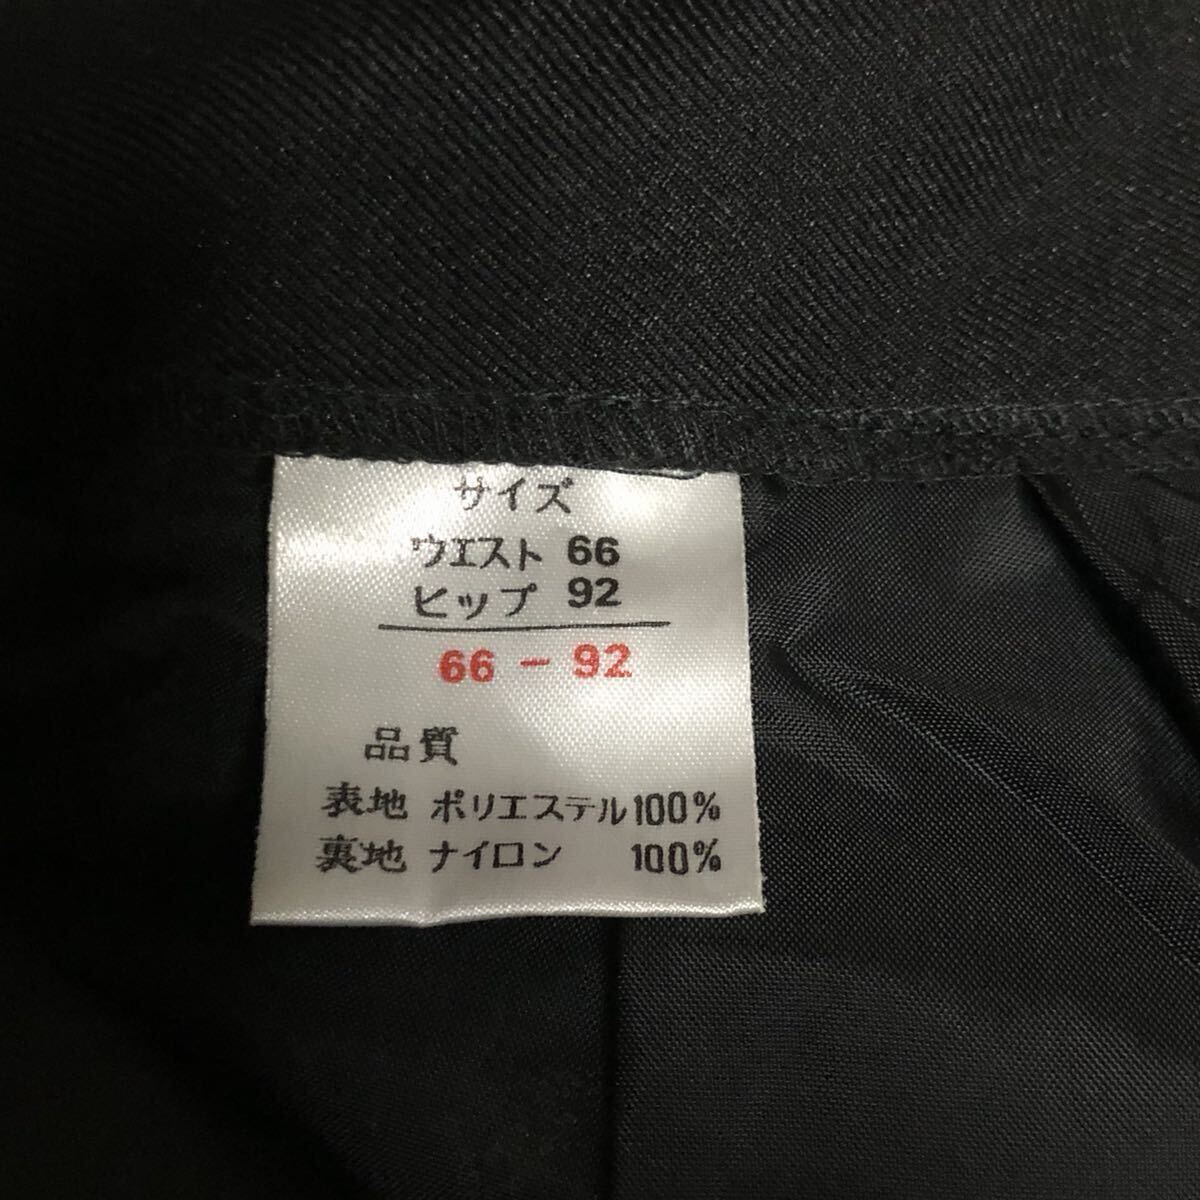 サイズ
ウエスト 66
ヒップ 92
66 - 92
品質
表地 ポリエステル100%
裏地 ナイロン 100%